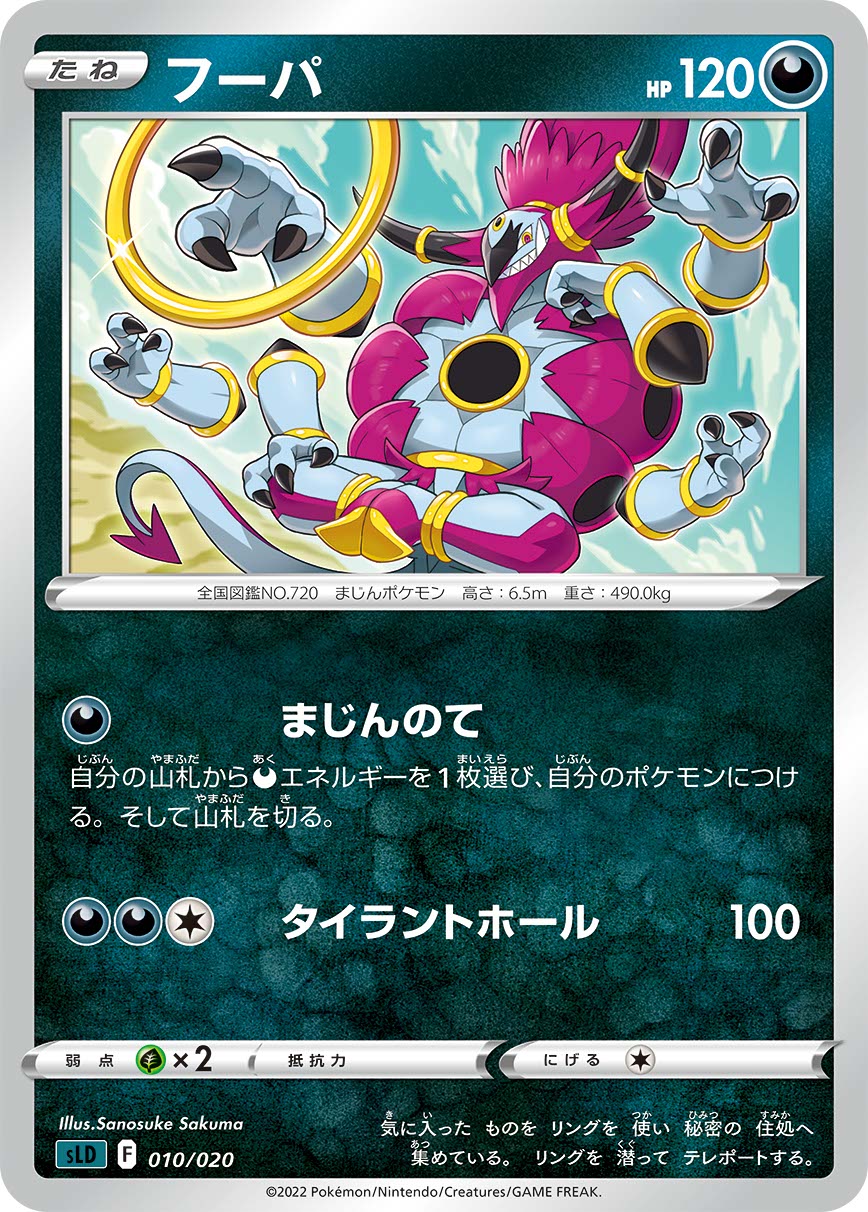 たね フーパ HP 120
全国図鑑NO.720 まじんポケモン 高さ:6.5m 重さ:490.0kg
まじんのて
自分の山札からエネルギーを1枚選び、自分のポケモンにつけ
る。そして山札を切る。
タイラントホール 100
弱点 ×2 抵抗力 にげる
Illus.Sanosuke Sakuma
気に入った ものを リングを 使い 秘密の 住処へ
集めている。 リングを 潜って テレポートする。
sLD F 010/020
©2022 Pokémon/Nintendo/Creatures/GAME FREAK.